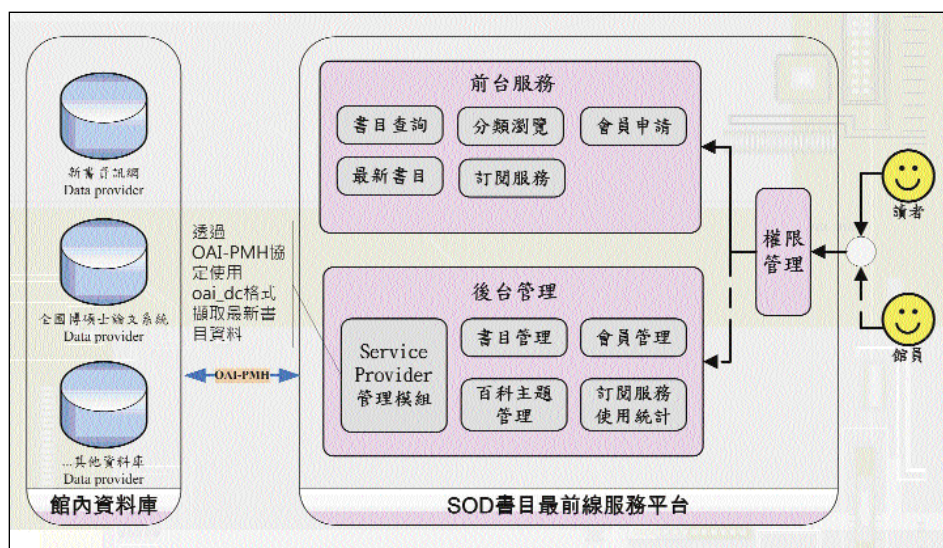 新書資訊網
Data provider
全國博碩士論文系統
Data provider
...其他資料庫
Data provider
館內資料庫
透過
OAI-PMH協
定使用
oai_dc格式
擷取最新書
目資料
OAI-PMH
前台服務
書目查詢
分類瀏覽
會員申請
最新書目
訂閱服務
後台管理
Service
Provider
管理模組
書目管理
會員管理
百科主題
管理
訂閱服務
使用統計
SOD書目最前線服務平台
權限
管理
讀者
館員